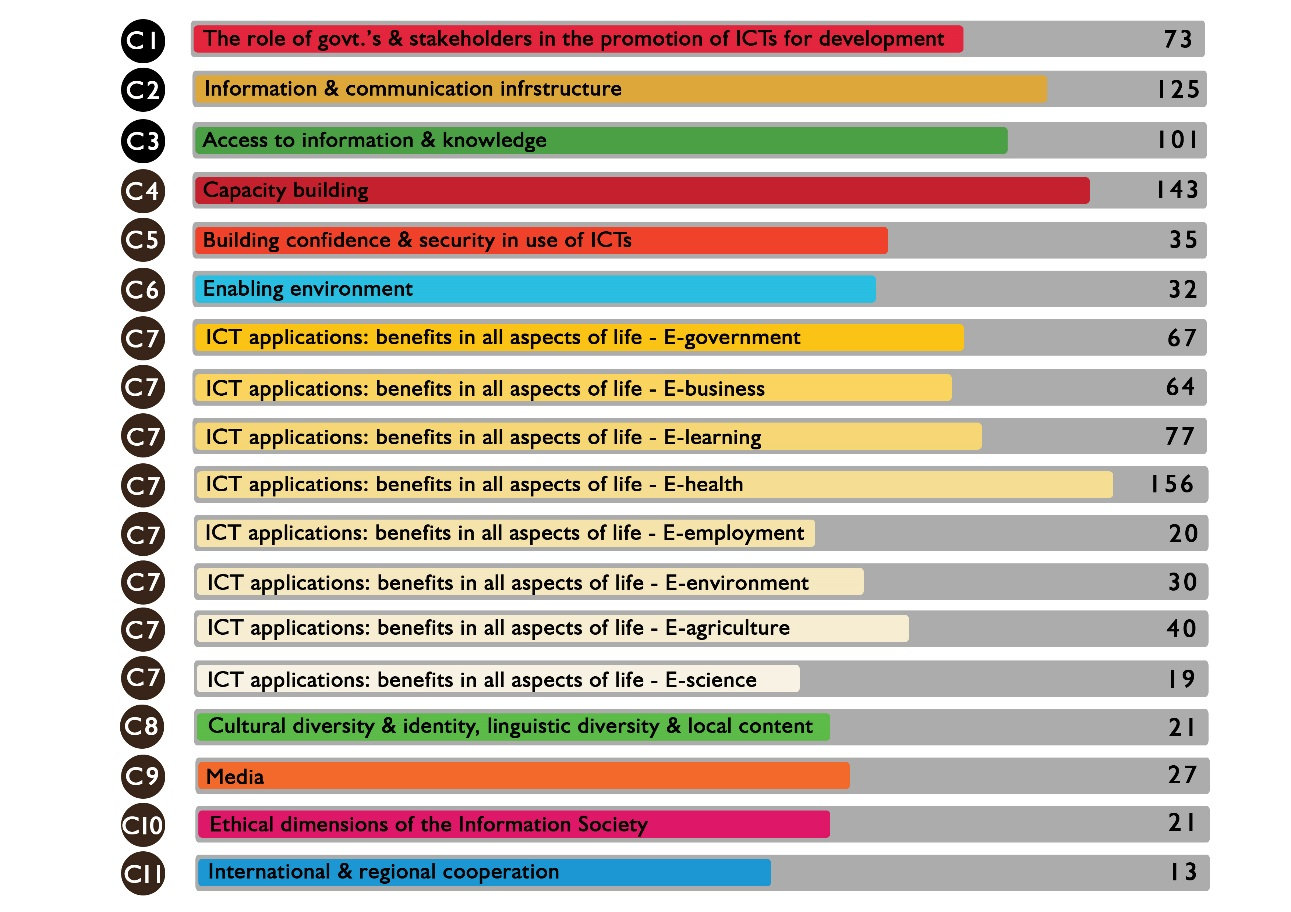 C1 The role of govt.'s & stakeholders in the promotion of ICTs for development 73
C2 Information & communication infrstructure 125
C3 Access to information & knowledge 101
C4 Capacity building 143
C5 Building confidence & security in use of ICTs 35
C6 Enabling environment 32
C7 ICT applications: benefits in all aspects of life - E-government 67
C7 ICT applications: benefits in all aspects of life - E-business 64
C7 ICT applications: benefits in all aspects of life - E-learning 77
C7 ICT applications: benefits in all aspects of life - E-health 156
C7 ICT applications: benefits in all aspects of life - E-employment 20
C7 ICT applications: benefits in all aspects of life - E-environment 30
C7 ICT applications: benefits in all aspects of life - E-agriculture 40
C7 ICT applications: benefits in all aspects of life - E-science 19
C8 Cultural diversity & identity, linguistic diversity & local content 21
C9 Media 27
C10 Ethical dimensions of the Information Society 21
C11 International & regional cooperation 13